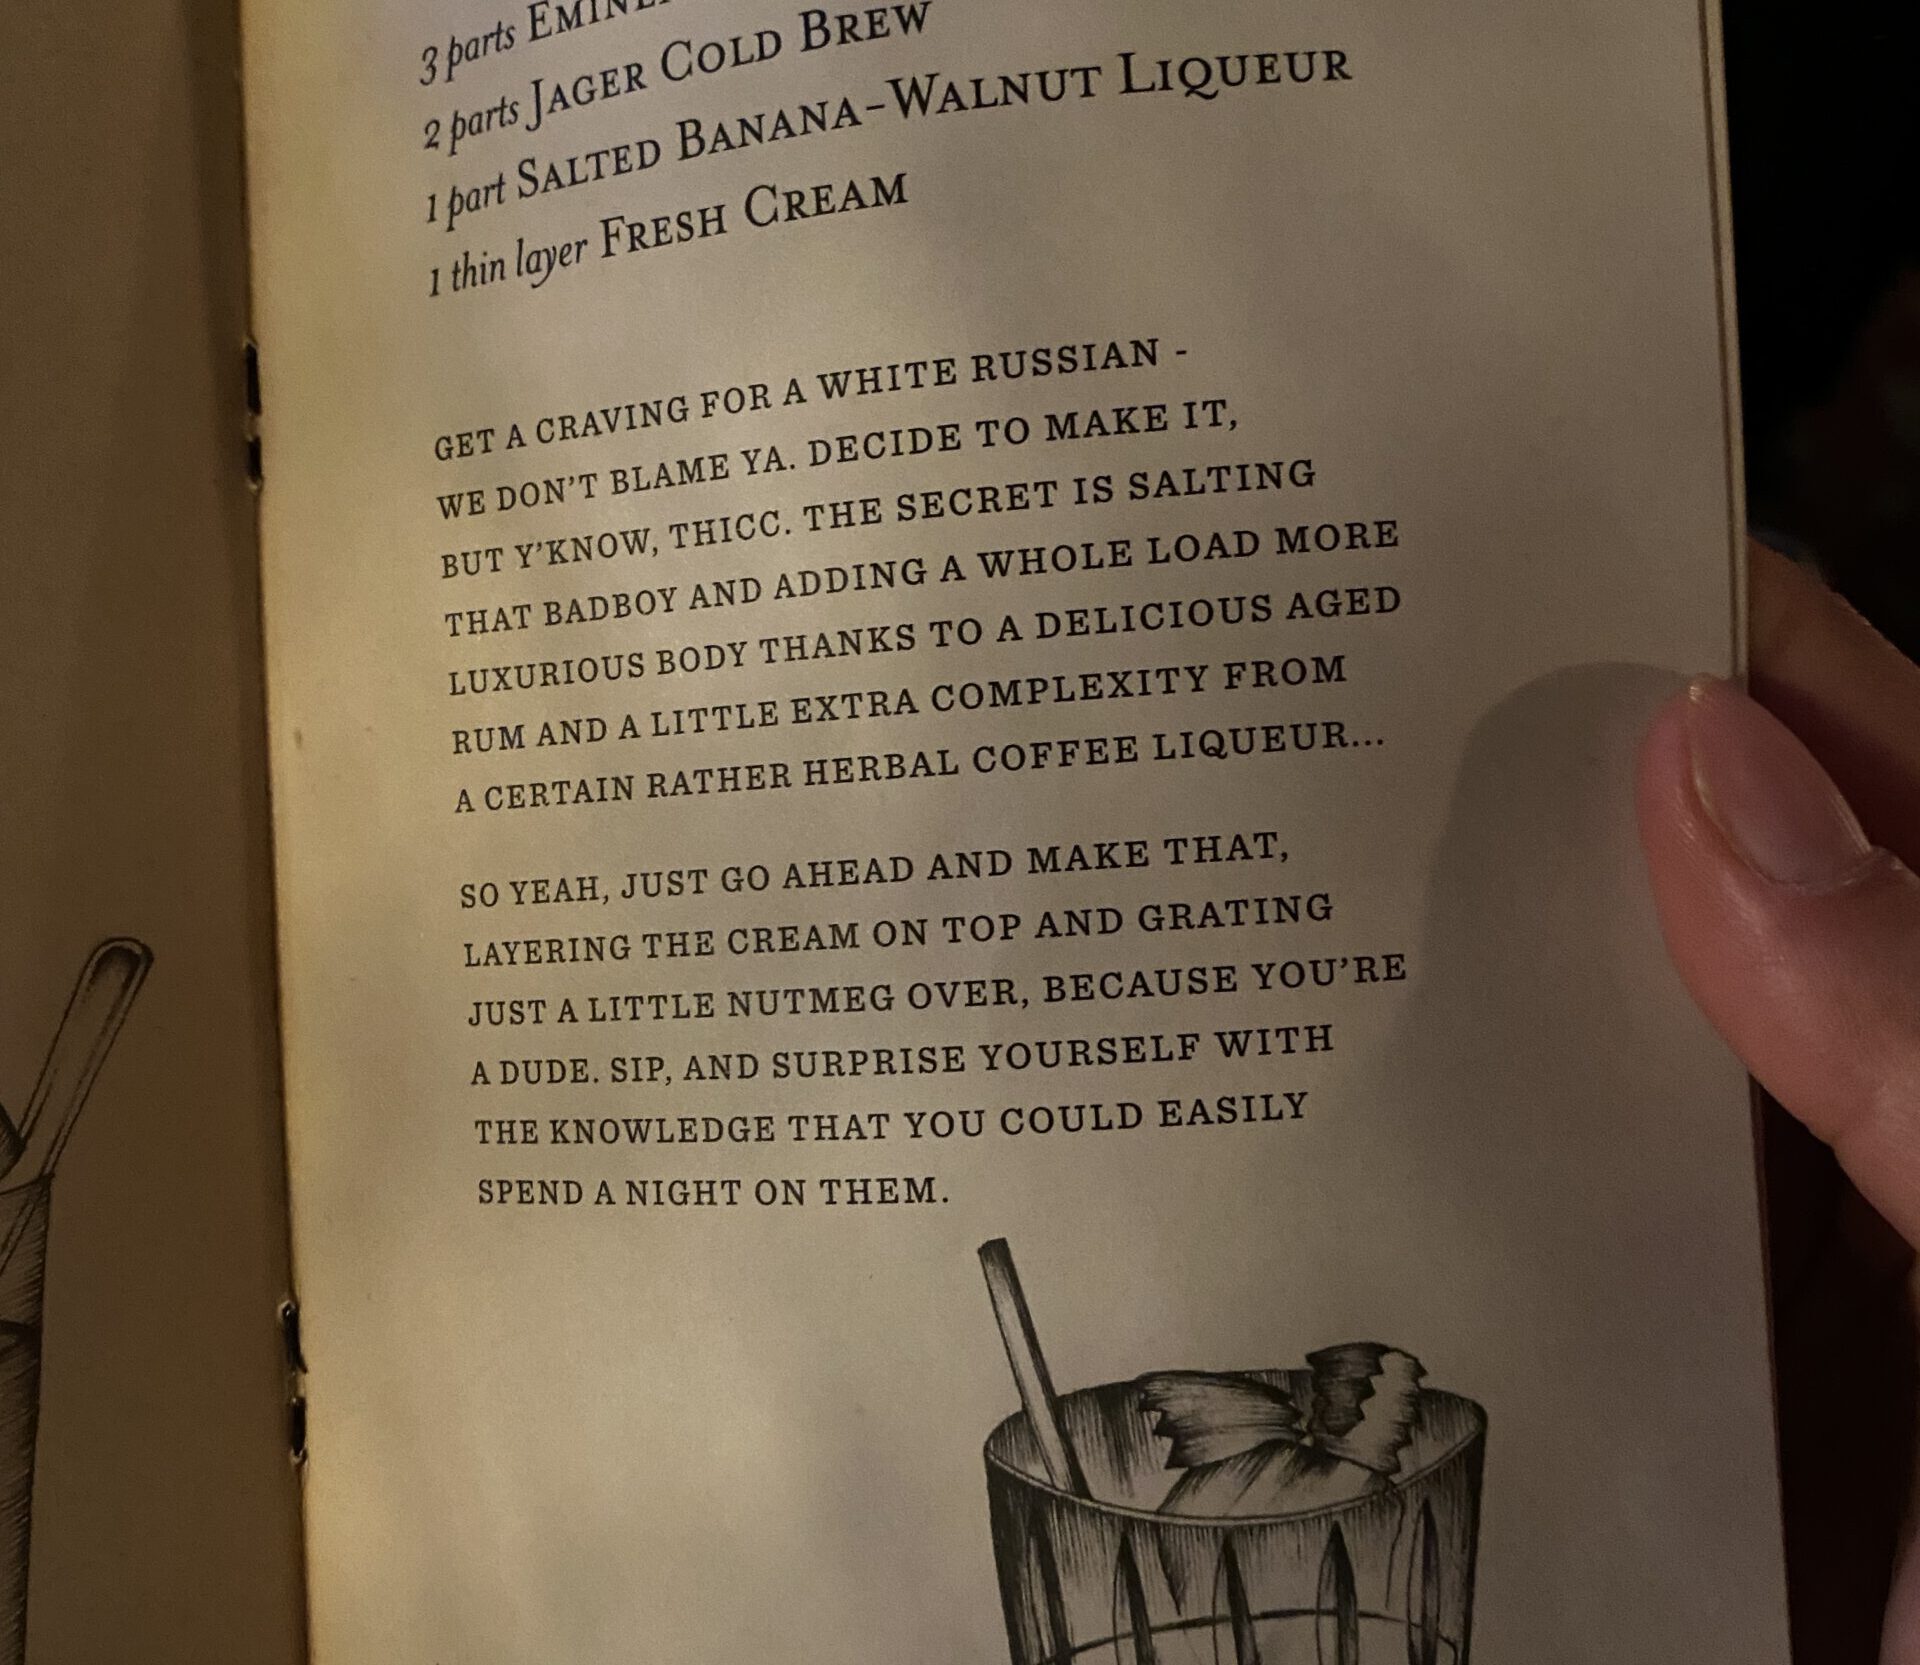 3 parts
2 parts JAGER COLD BREW
1 part SALTED BANANA-WALNUT LIQUEUR
1 thin layer FRESH CREAM
GET A CRAVING FOR A WHITE RUSSIAN -
WE DON'T BLAME YA. DECIDE TO MAKE IT,
BUT Y'KNOW, THICC. THE SECRET IS SALTING
THAT BADBOY AND ADDING A WHOLE LOAD MORE
LUXURIOUS BODY THANKS TO A DELICIOUS AGED
RUM AND A LITTLE EXTRA COMPLEXITY FROM
A CERTAIN RATHER HERBAL COFFEE LIQUEUR...
SO YEAH, JUST GO AHEAD AND MAKE THAT,
LAYERING THE CREAM ON TOP AND GRATING
JUST A LITTLE NUTMEG OVER, BECAUSE YOU'RE
A DUDE. SIP, AND SURPRISE YOURSELF WITH
THE KNOWLEDGE THAT YOU COULD EASILY
SPEND A NIGHT ON THEM.